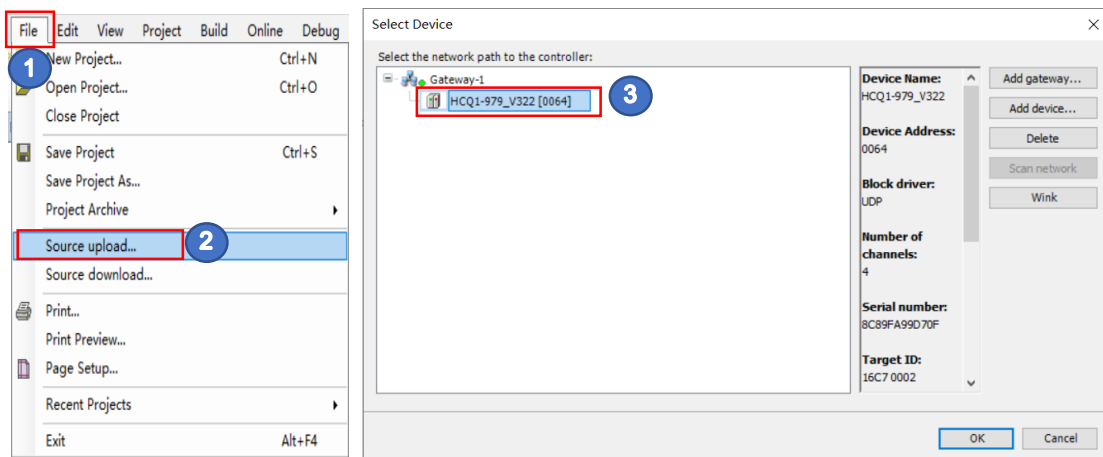 File Edit View Project Build Online Debug
1
New Project... Ctrl+N
Open Project... Ctrl+O
Close Project
Save Project Ctrl+S
Save Project As...
Project Archive
Source upload...
2
Source download...
Print...
Print Preview...
Page Setup...
Recent Projects
Exit Alt+F4
Select Device
Select the network path to the controller:
Gateway-1
HCQ1-979_V322 [0064]
3
Device Name:
HCQ1-979_V322
Device Address:
0064
Block driver:
UDP
Number of
channels:
4
Serial number:
8C89FA99D70F
Target ID:
16C7 0002
Add gateway...
Add device...
Delete
Scan network
Wink
OK
Cancel